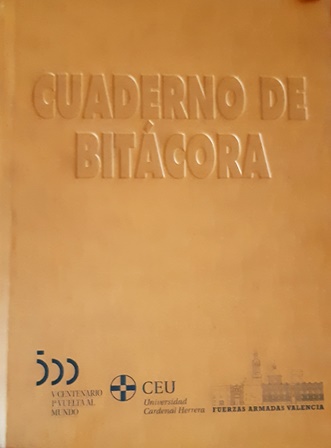 CUADERNO DE
BITÁCORA
V CENTENARIO
1ª VUELTA AL
MUNDO
CEU
Universidad
Cardenal Herrera
FUERZAS ARMADAS VALENCIA